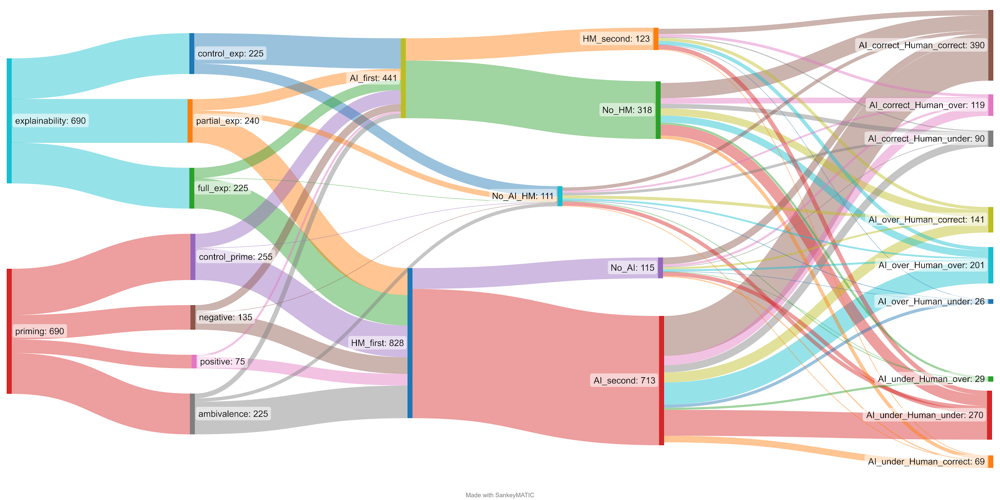 explainability: 690
priming: 690
control_exp: 225
partial_exp: 240
full_exp: 225
control_prime: 255
negative: 135
positive: 75
ambivalence: 225
AI_first: 441
HM_first: 828
No_AI_HM: 111
HM_second: 123
No_HM: 318
No_AI: 115
AI_second: 713
AI_correct_Human_correct: 390
AI_correct_Human_over: 119
AI_correct_Human_under: 90
AI_over_Human_correct: 141
AI_over_Human_over: 201
AI_over_Human_under: 26
AI_under_Human_over: 29
AI_under_Human_under: 270
AI_under_Human_correct: 69
Made with SankeyMATIC